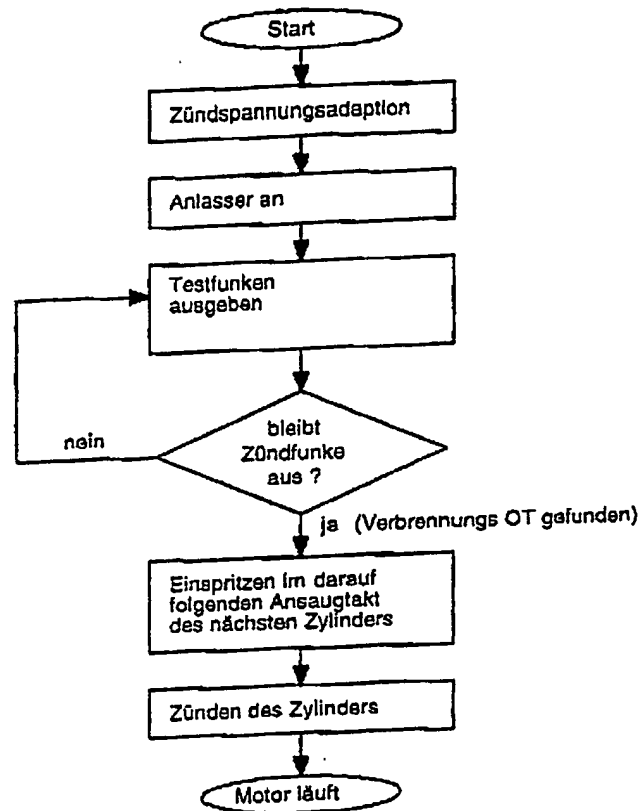 Start
Zündspannungsadaption
Anlasser an
Testfunken
ausgeben
bleibt
Zündfunke
aus ?
nein
ja (Verbrennungs OT gefunden)
Einspritzen im darauf
folgenden Ansaugtakt
des nächsten Zylinders
Zünden des Zylinders
Motor läuft